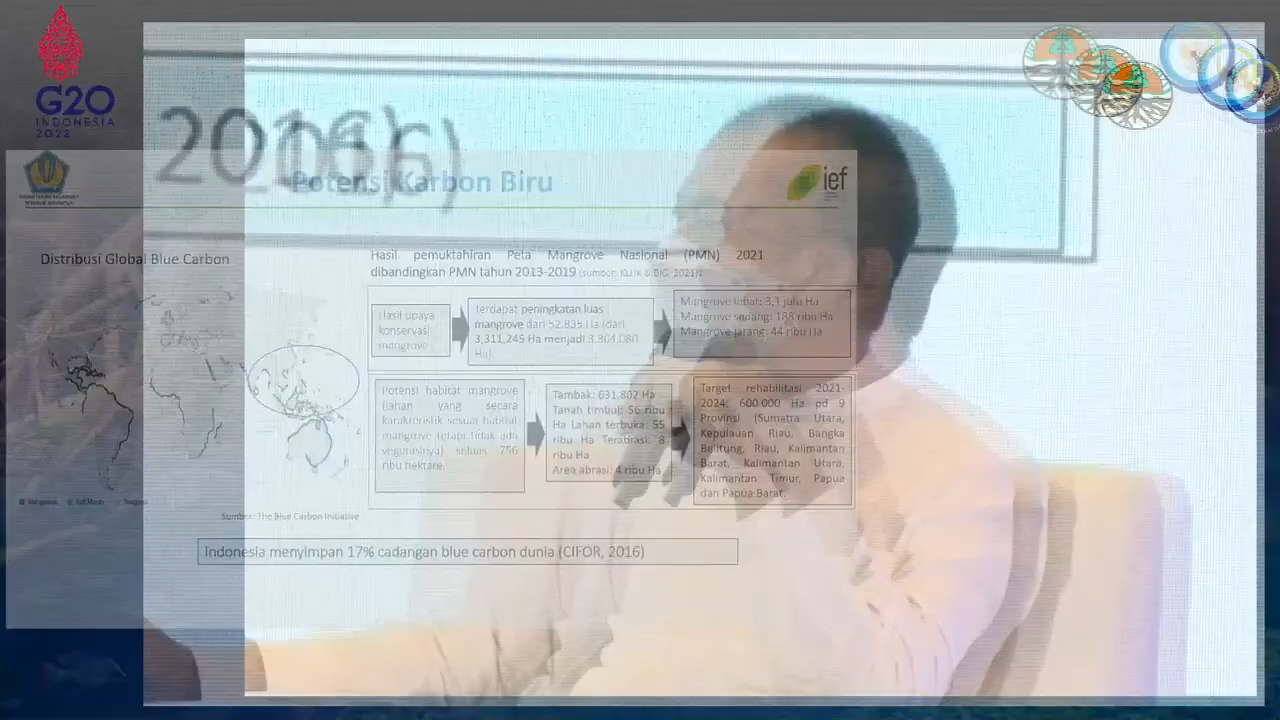 G20
INDONESIA
2022
2016)
ief
Potensi Karbon Biru
Distribusi Global Blue Carbon
Hasil pemuktahiran Peta Mangrove Nasional (PMN) 2021
dibandingkan PMN tahun 2013-2019 (sumber: KLHK & BIG, 2021):
Hasil upaya
konservasi
mangrove
Terdapat peningkatan luas
mangrove dari 52.835 Ha (dari
3,311,245 Ha menjadi 3.364.080
Ha)
Mangrove lebat: 3,1 juta Ha
Mangrove sedang: 188 ribu Ha
Mangrove jarang: 44 ribu Ha
Potensi habitat mangrove
(lahan yang secara
karakteristik sesuai habitat
mangrove tetapi tidak ada
vegetasinya) seluas 756
ribu hektare.
Tambak: 631.802 Ha
Tanah timbul: 56 ribu
Ha Lahan terbuka: 55
ribu Ha Terabrasi: 8
ribu Ha
Area abrasi: 4 ribu Ha
Target rehabilitasi 2021-
2024: 600.000 Ha pd 9
Provinsi (Sumatra Utara,
Kepulauan Riau, Bangka
Belitung, Riau, Kalimantan
Barat, Kalimantan Utara,
Kalimantan Timur, Papua
dan Papua Barat.
Sumber: The Blue Carbon Initiative
Indonesia menyimpan 17% cadangan blue carbon dunia (CIFOR, 2016)